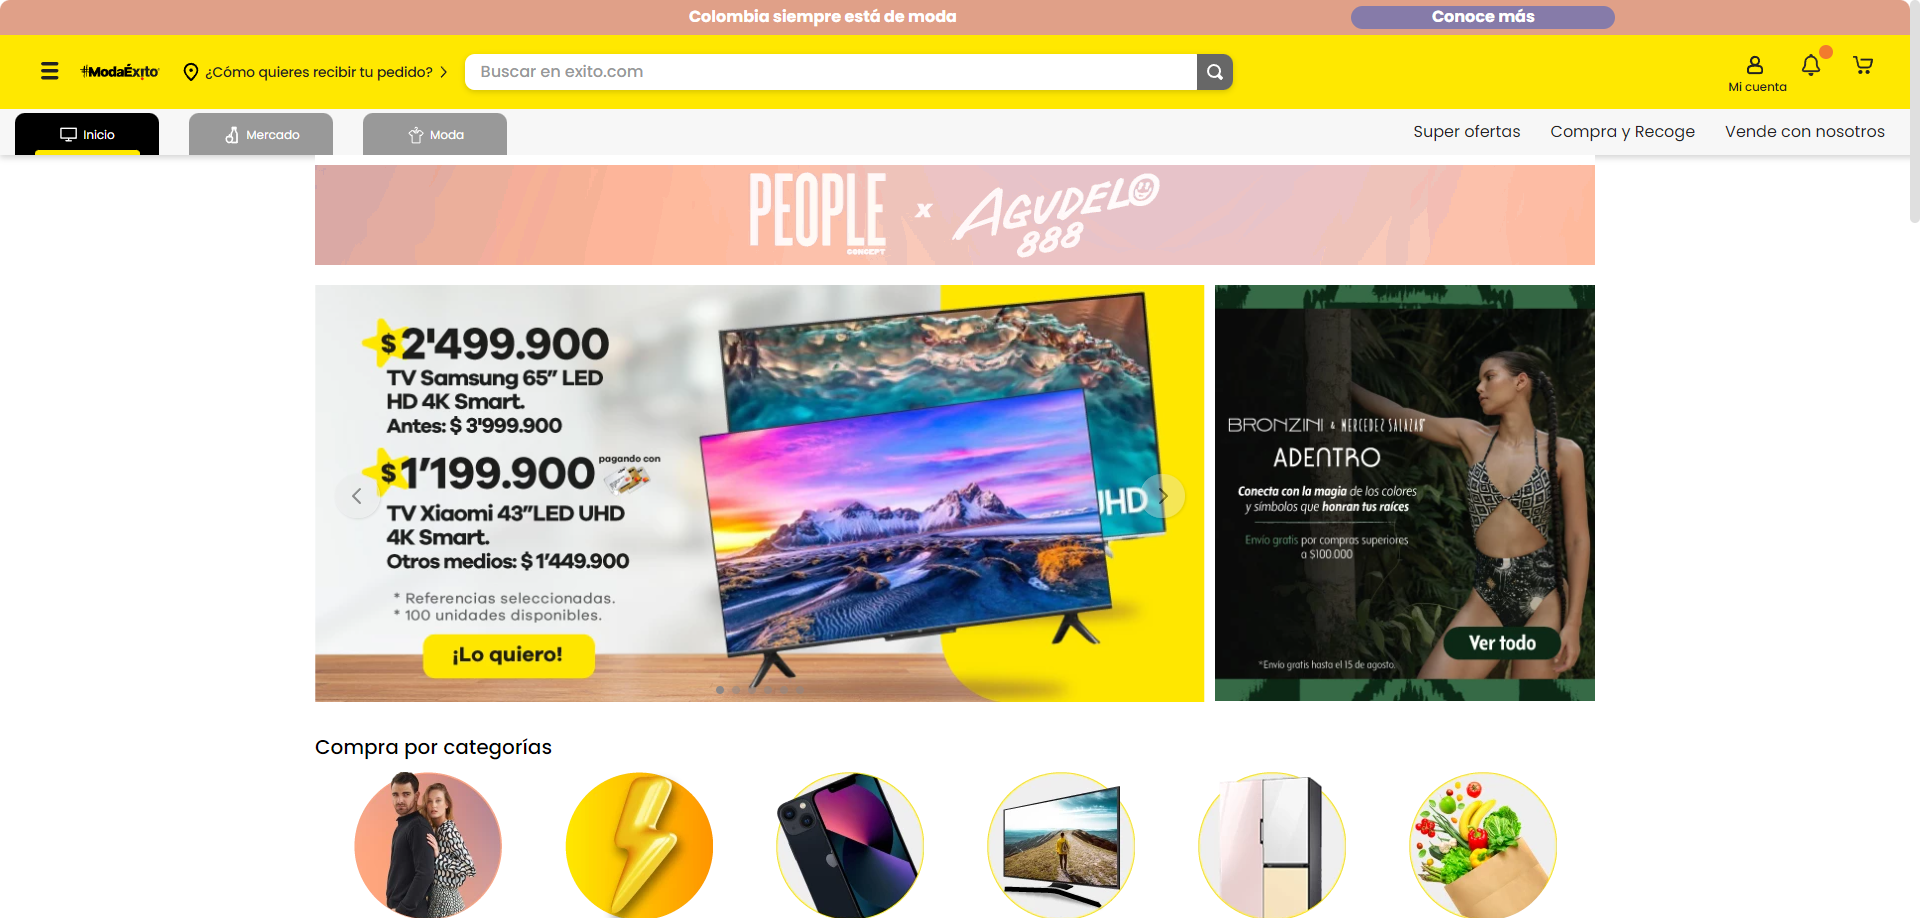 Colombia siempre está de moda
Conoce más
#ModaÉxito
¿Cómo quieres recibir tu pedido?
Buscar en exito.com
Mi cuenta
Inicio
Mercado
Moda
Super ofertas
Compra y Recoge
Vende con nosotros
PEOPLE
CONCEPT
x
AGUDELO
888
$2'499.900
TV Samsung 65” LED
HD 4K Smart.
Antes: $ 3'999.900
$1’199.900
pagando con
TV Xiaomi 43”LED UHD
4K Smart.
Otros medios: $ 1’449.900
* Referencias seleccionadas.
* 100 unidades disponibles.
¡Lo quiero!
UHD
BRONZINI & MERCEDES SALAZAR
ADENTRO
Conecta con la magia de los colores
y símbolos que honran tus raíces
Envío gratis por compras superiores
a $100.000
Ver todo
*Envío gratis hasta el 15 de agosto.
Compra por categorías